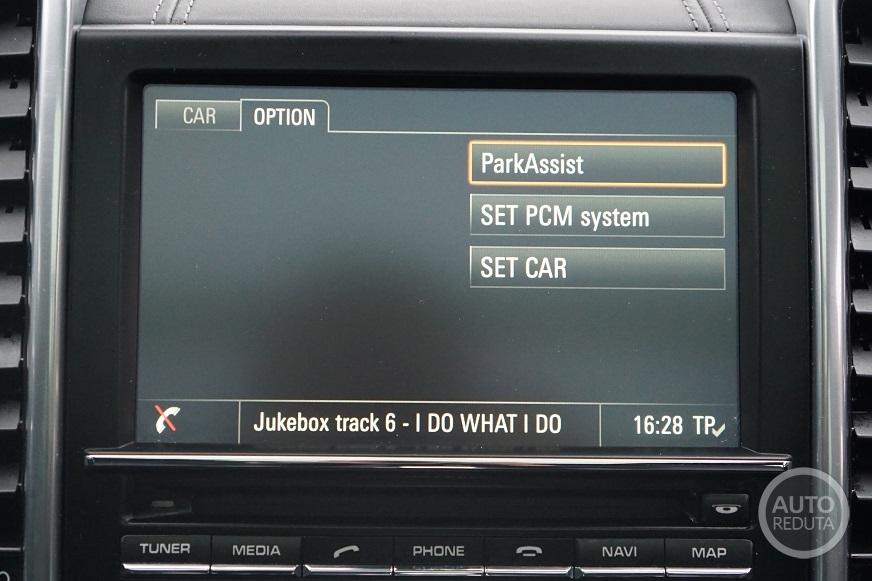 CAR OPTION
ParkAssist
SET PCM system
SET CAR
Jukebox track 6 - I DO WHAT I DO 16:28 TP
TUNER MEDIA PHONE NAVI MAP
AUTO
REDUTA